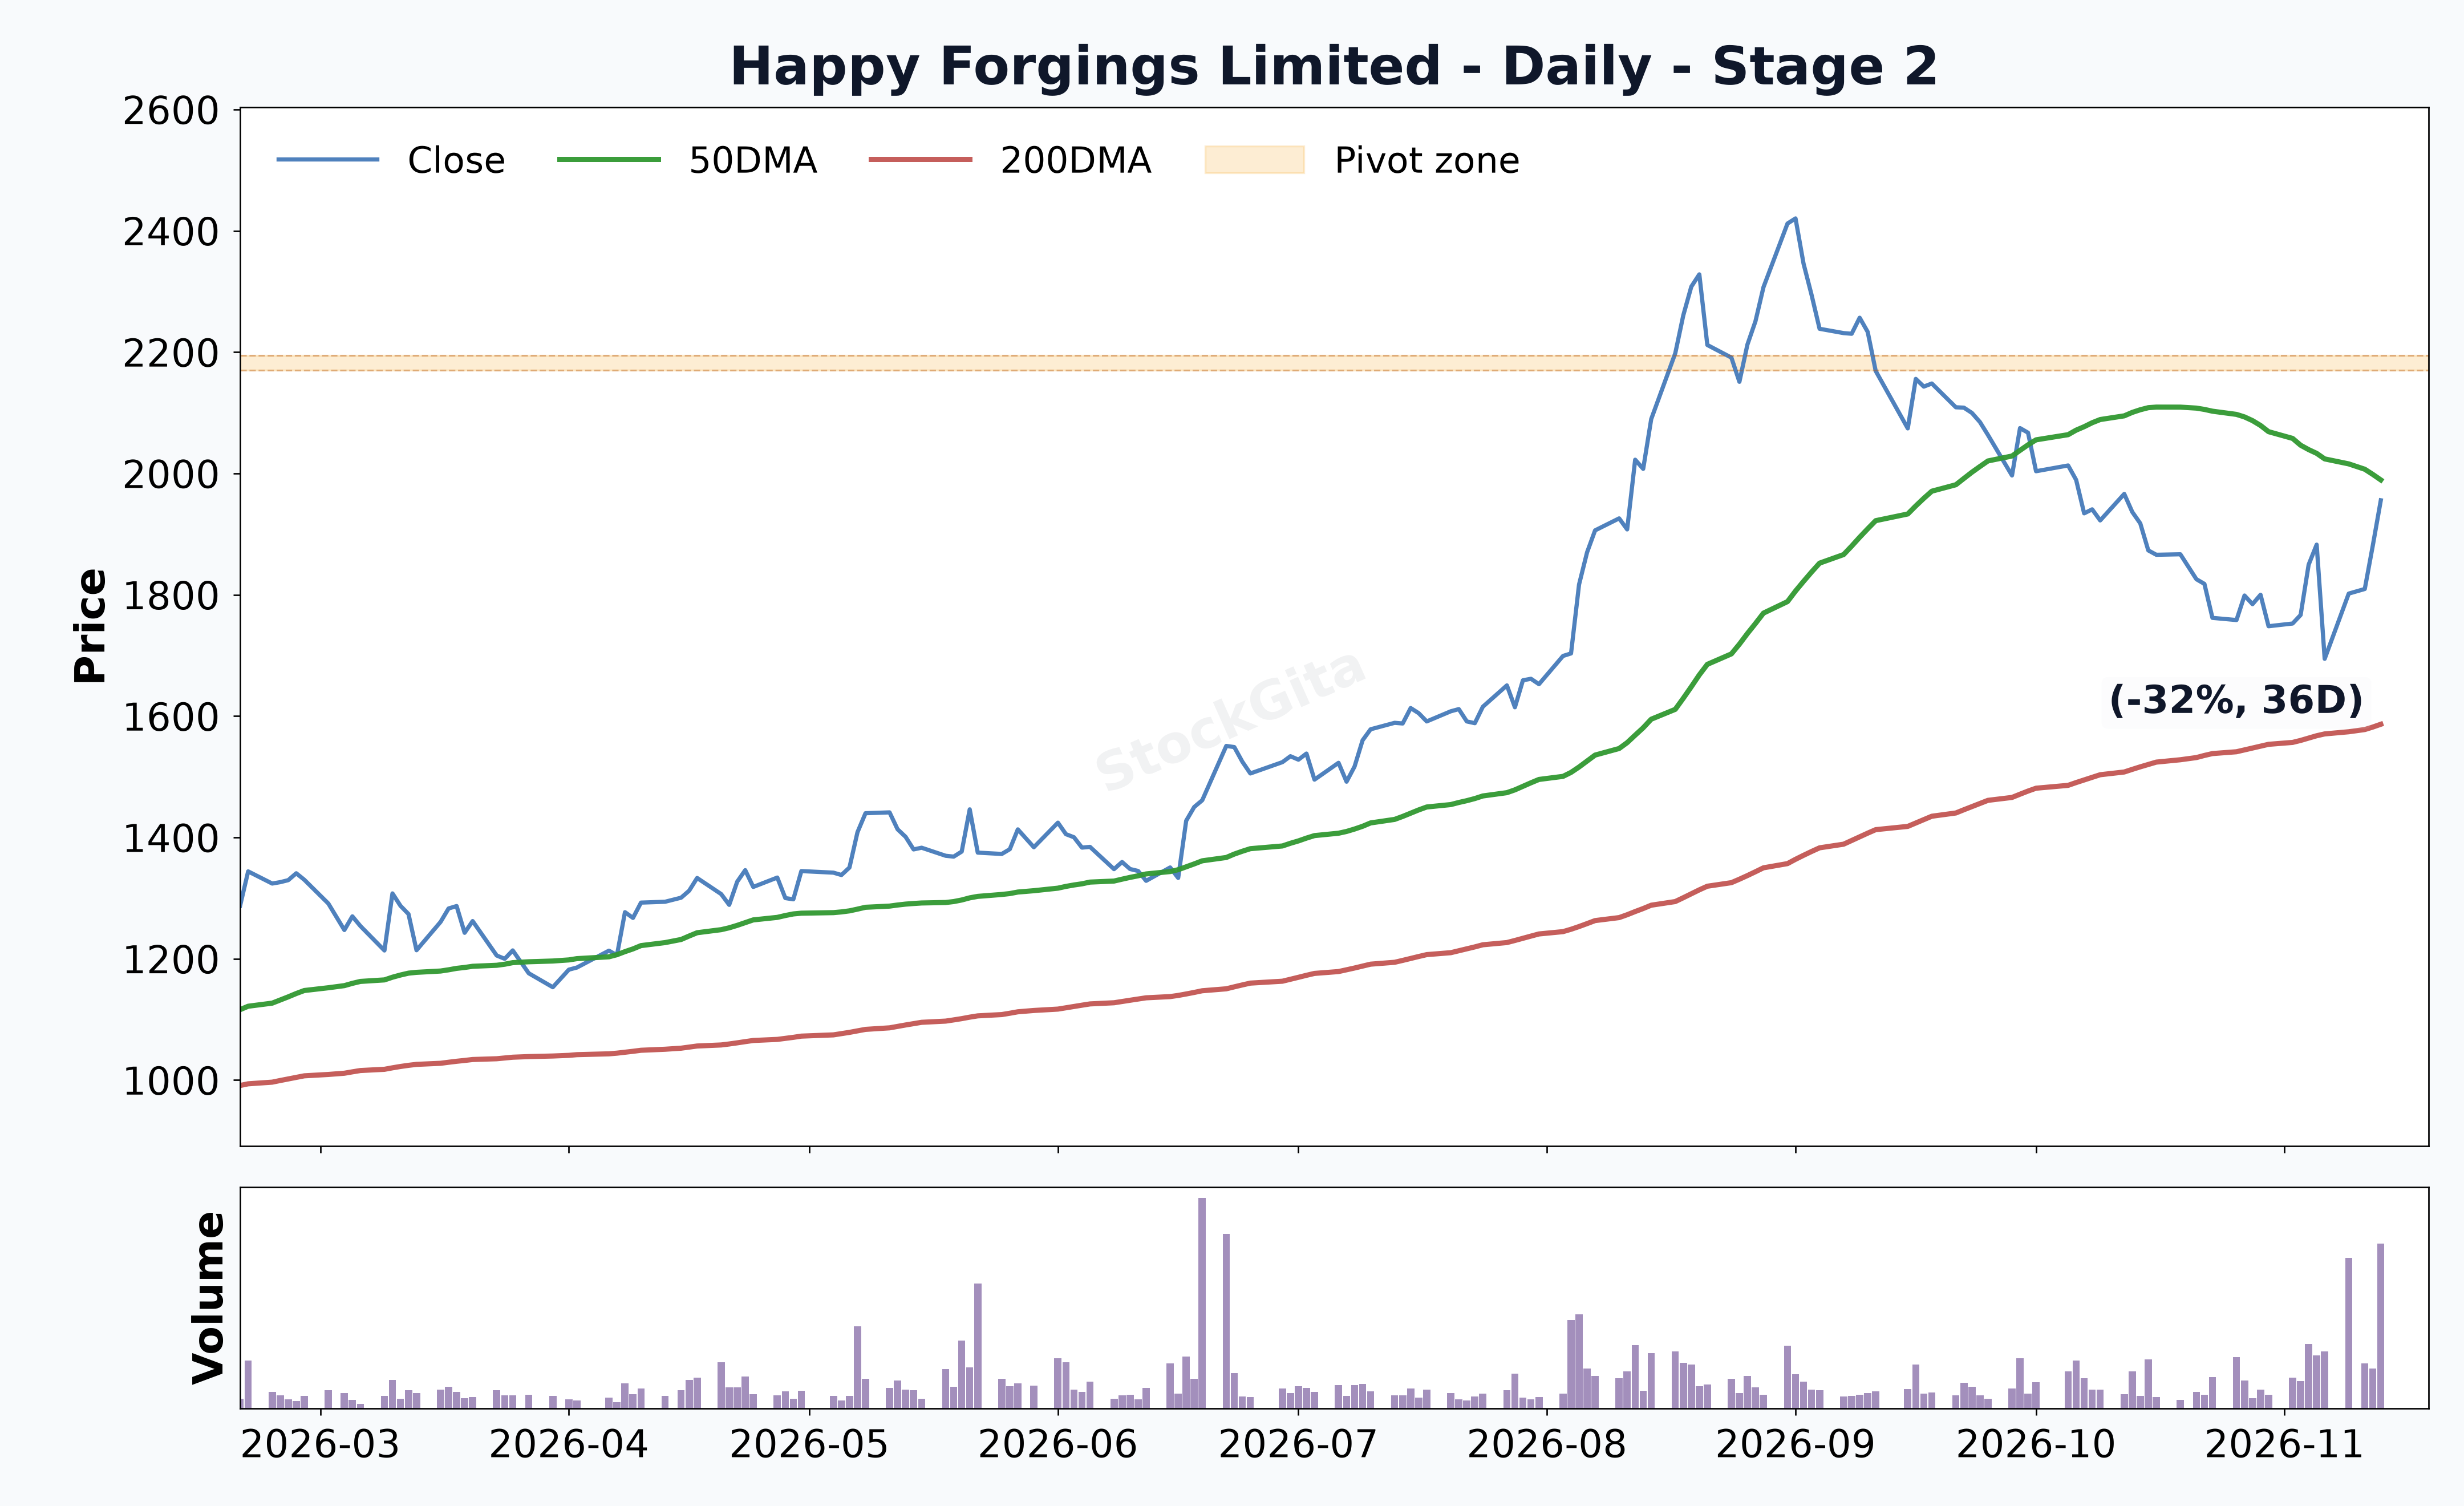 Happy Forgings Limited - Daily - Stage 2
Close 50DMA 200DMA Pivot zone
2600
2400
2200
2000
1800
1600
1400
1200
1000
Price
StockGita
(-32%, 36D)
Volume
2026-03 2026-04 2026-05 2026-06 2026-07 2026-08 2026-09 2026-10 2026-11